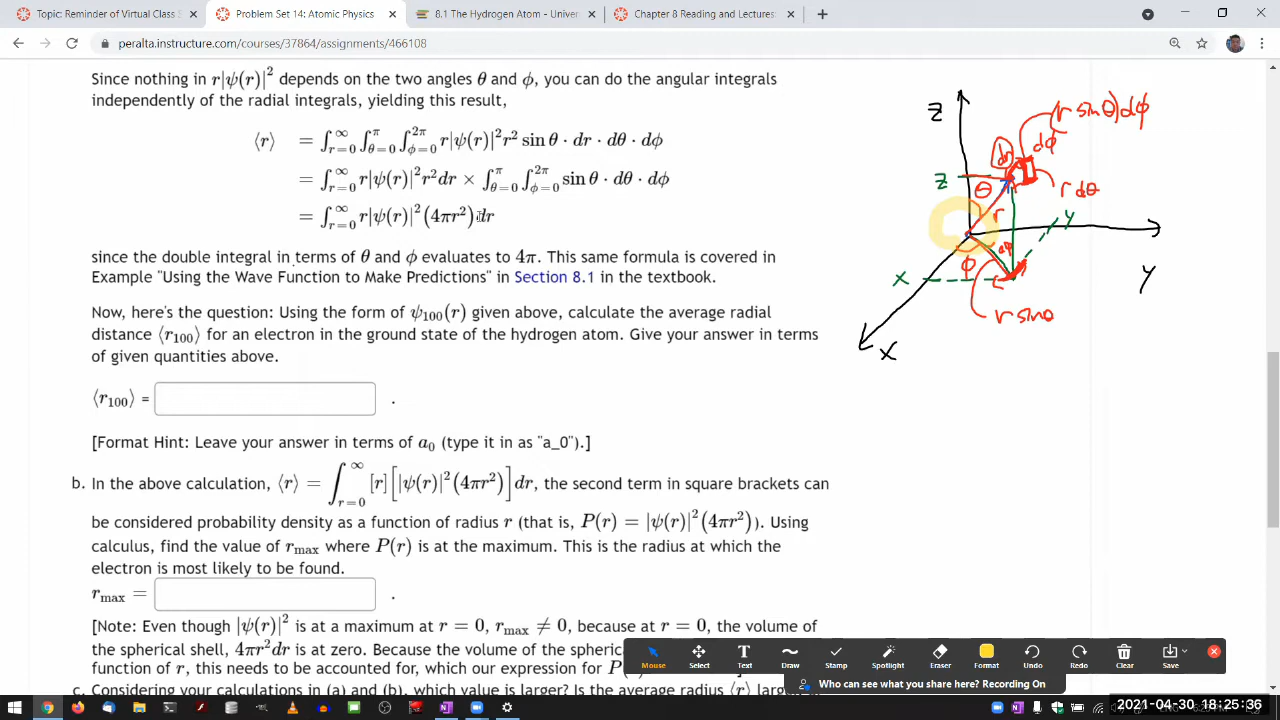 Topic: Reminder of Virtual Class E
Problem Set 14: Atomic Physics
8.1 The Hydrogen Atom - Univer
Chapter 8 Reading and Lectures:
peralta.instructure.com/courses/37864/assignments/466108
Since nothing in r|ψ(r)|² depends on the two angles θ and ϕ, you can do the angular integrals
independently of the radial integrals, yielding this result,
⟨r⟩ = ∫_{r=0}^{∞} ∫_{θ=0}^{π} ∫_{ϕ=0}^{2π} r|ψ(r)|² r² sin θ · dr · dθ · dϕ
= ∫_{r=0}^{∞} r|ψ(r)|² r² dr × ∫_{θ=0}^{π} ∫_{ϕ=0}^{2π} sin θ · dθ · dϕ
= ∫_{r=0}^{∞} r|ψ(r)|² (4πr²) dr
since the double integral in terms of θ and ϕ evaluates to 4π. This same formula is covered in
Example "Using the Wave Function to Make Predictions" in Section 8.1 in the textbook.
Now, here's the question: Using the form of ψ₁₀₀(r) given above, calculate the average radial
distance ⟨r₁₀₀⟩ for an electron in the ground state of the hydrogen atom. Give your answer in terms
of given quantities above.
⟨r₁₀₀⟩ = .
[Format Hint: Leave your answer in terms of a₀ (type it in as "a_0").]
b. In the above calculation, ⟨r⟩ = ∫_{r=0}^{∞} [r][|ψ(r)|² (4πr²)] dr, the second term in square brackets can
be considered probability density as a function of radius r (that is, P(r) = |ψ(r)|² (4πr²)). Using
calculus, find the value of r_max where P(r) is at the maximum. This is the radius at which the
electron is most likely to be found.
r_max = .
[Note: Even though |ψ(r)|² is at a maximum at r = 0, r_max ≠ 0, because at r = 0, the volume of
the spherical shell, 4πr²dr is at zero. Because the volume of the spheric
function of r, this needs to be accounted for, which our expression for P
c. Considering your calculations in (a) and (b), which value is larger? Is the average radius ⟨r⟩ larg
Z
r sinθ)dϕ
dr
dϕ
z
θ
r dθ
r
y
dϕ
ϕ
x
r sinθ
Y
X
Mouse
Select
Text
Draw
Stamp
Spotlight
Eraser
Format
Undo
Redo
Clear
Save
Who can see what you share here? Recording On
2021-04-30 18:25:36